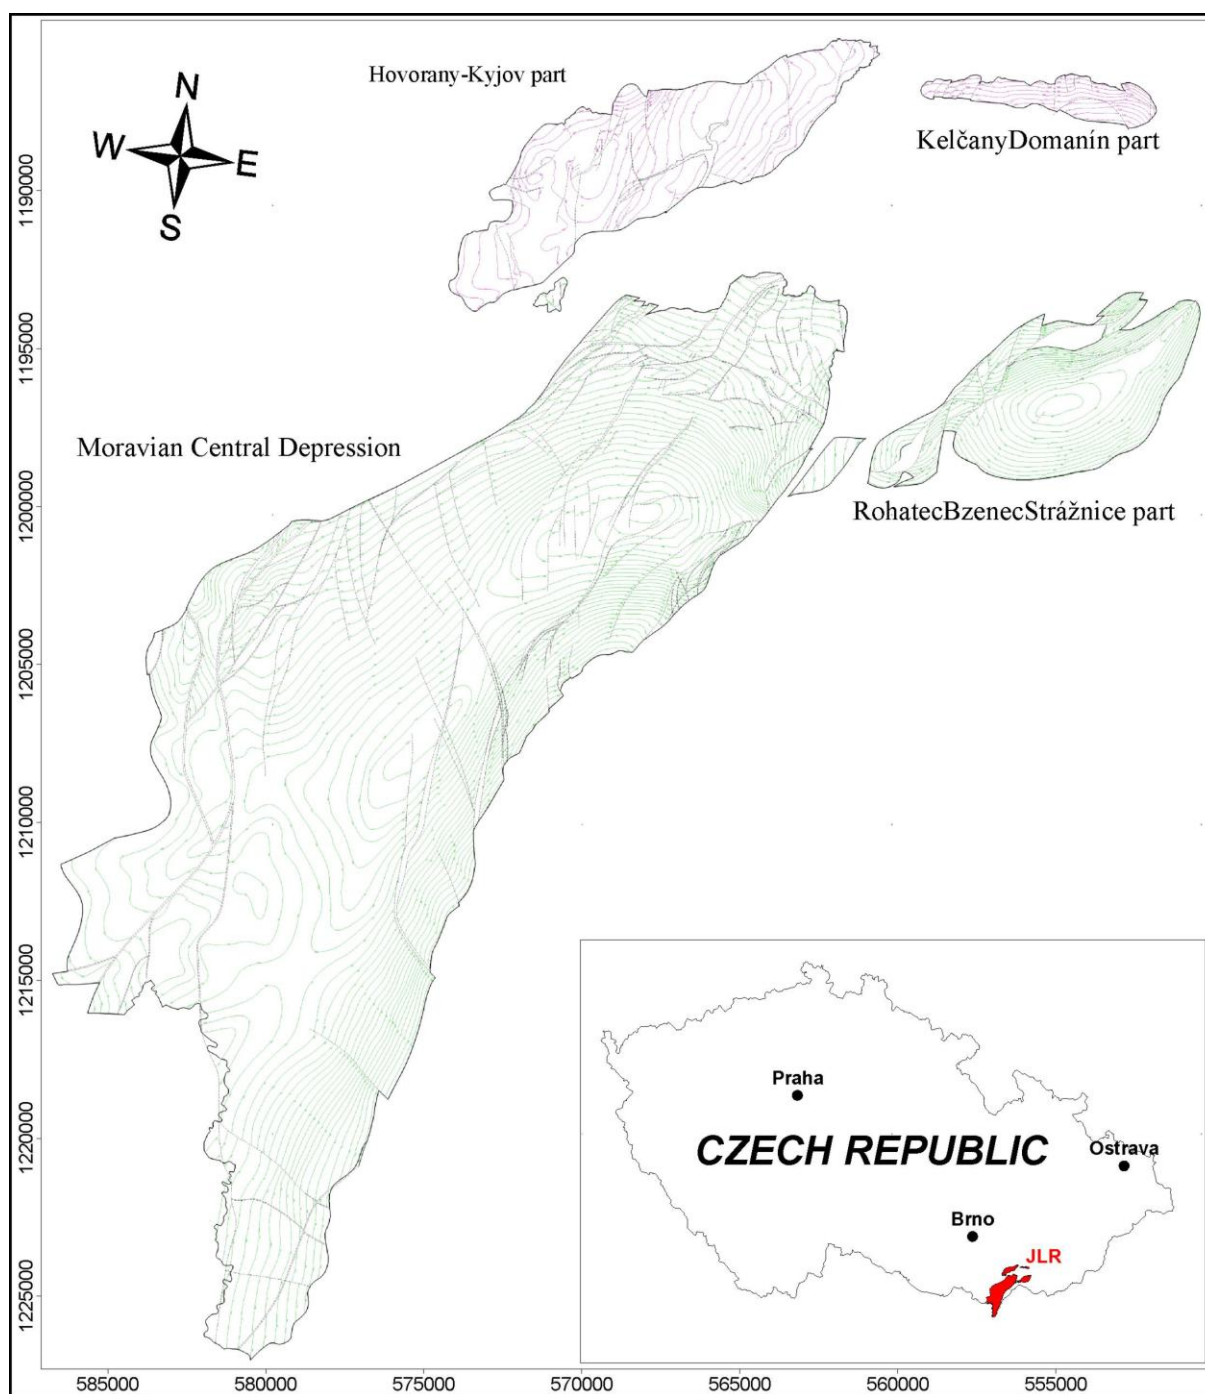 Hovorany-Kyjov part
N
W
E
S
KelčanyDomanín part
Moravian Central Depression
RohatecBzenecStrážnice part
1190000
1195000
1200000
1205000
1210000
1215000
1220000
1225000
Praha
CZECH REPUBLIC
Ostrava
Brno
JLR
585000
580000
575000
570000
565000
560000
555000